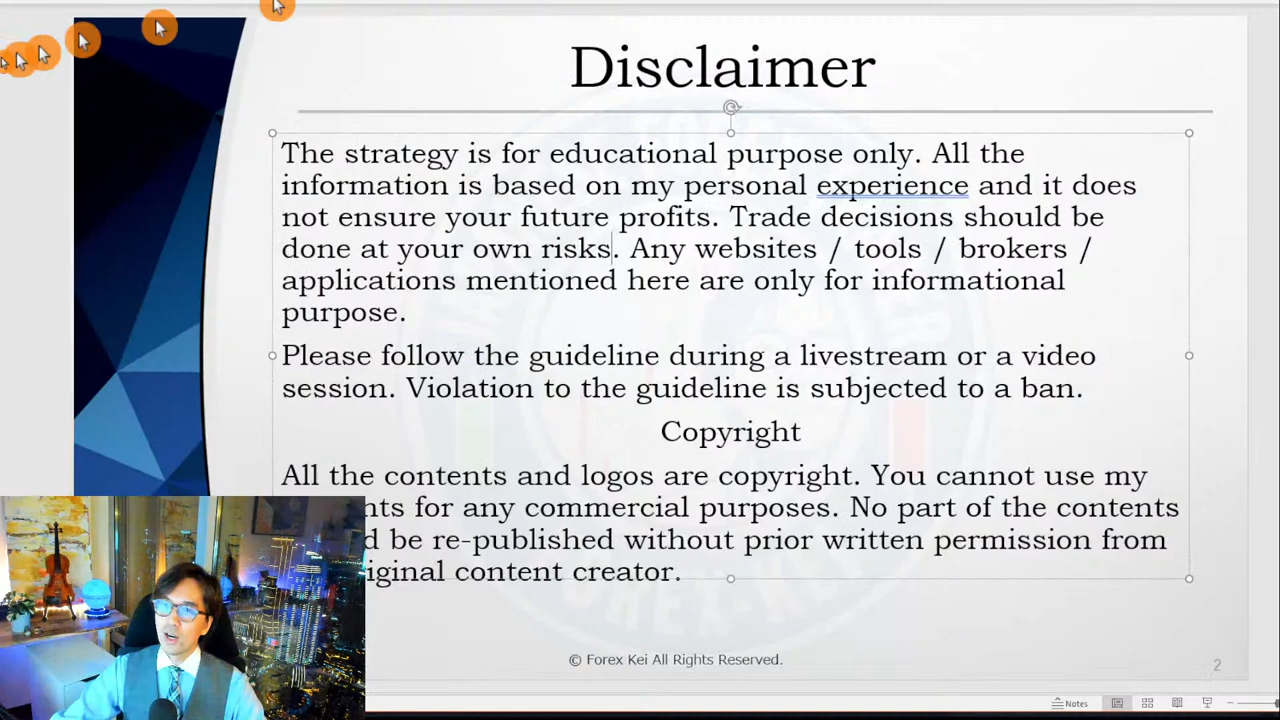 Disclaimer
The strategy is for educational purpose only. All the
information is based on my personal experience and it does
not ensure your future profits. Trade decisions should be
done at your own risks. Any websites / tools / brokers /
applications mentioned here are only for informational
purpose.
Please follow the guideline during a livestream or a video
session. Violation to the guideline is subjected to a ban.
Copyright
All the contents and logos are copyright. You cannot use my
for any commercial purposes. No part of the contents
be re-published without prior written permission from
content creator.
© Forex Kei All Rights Reserved.
2
Notes